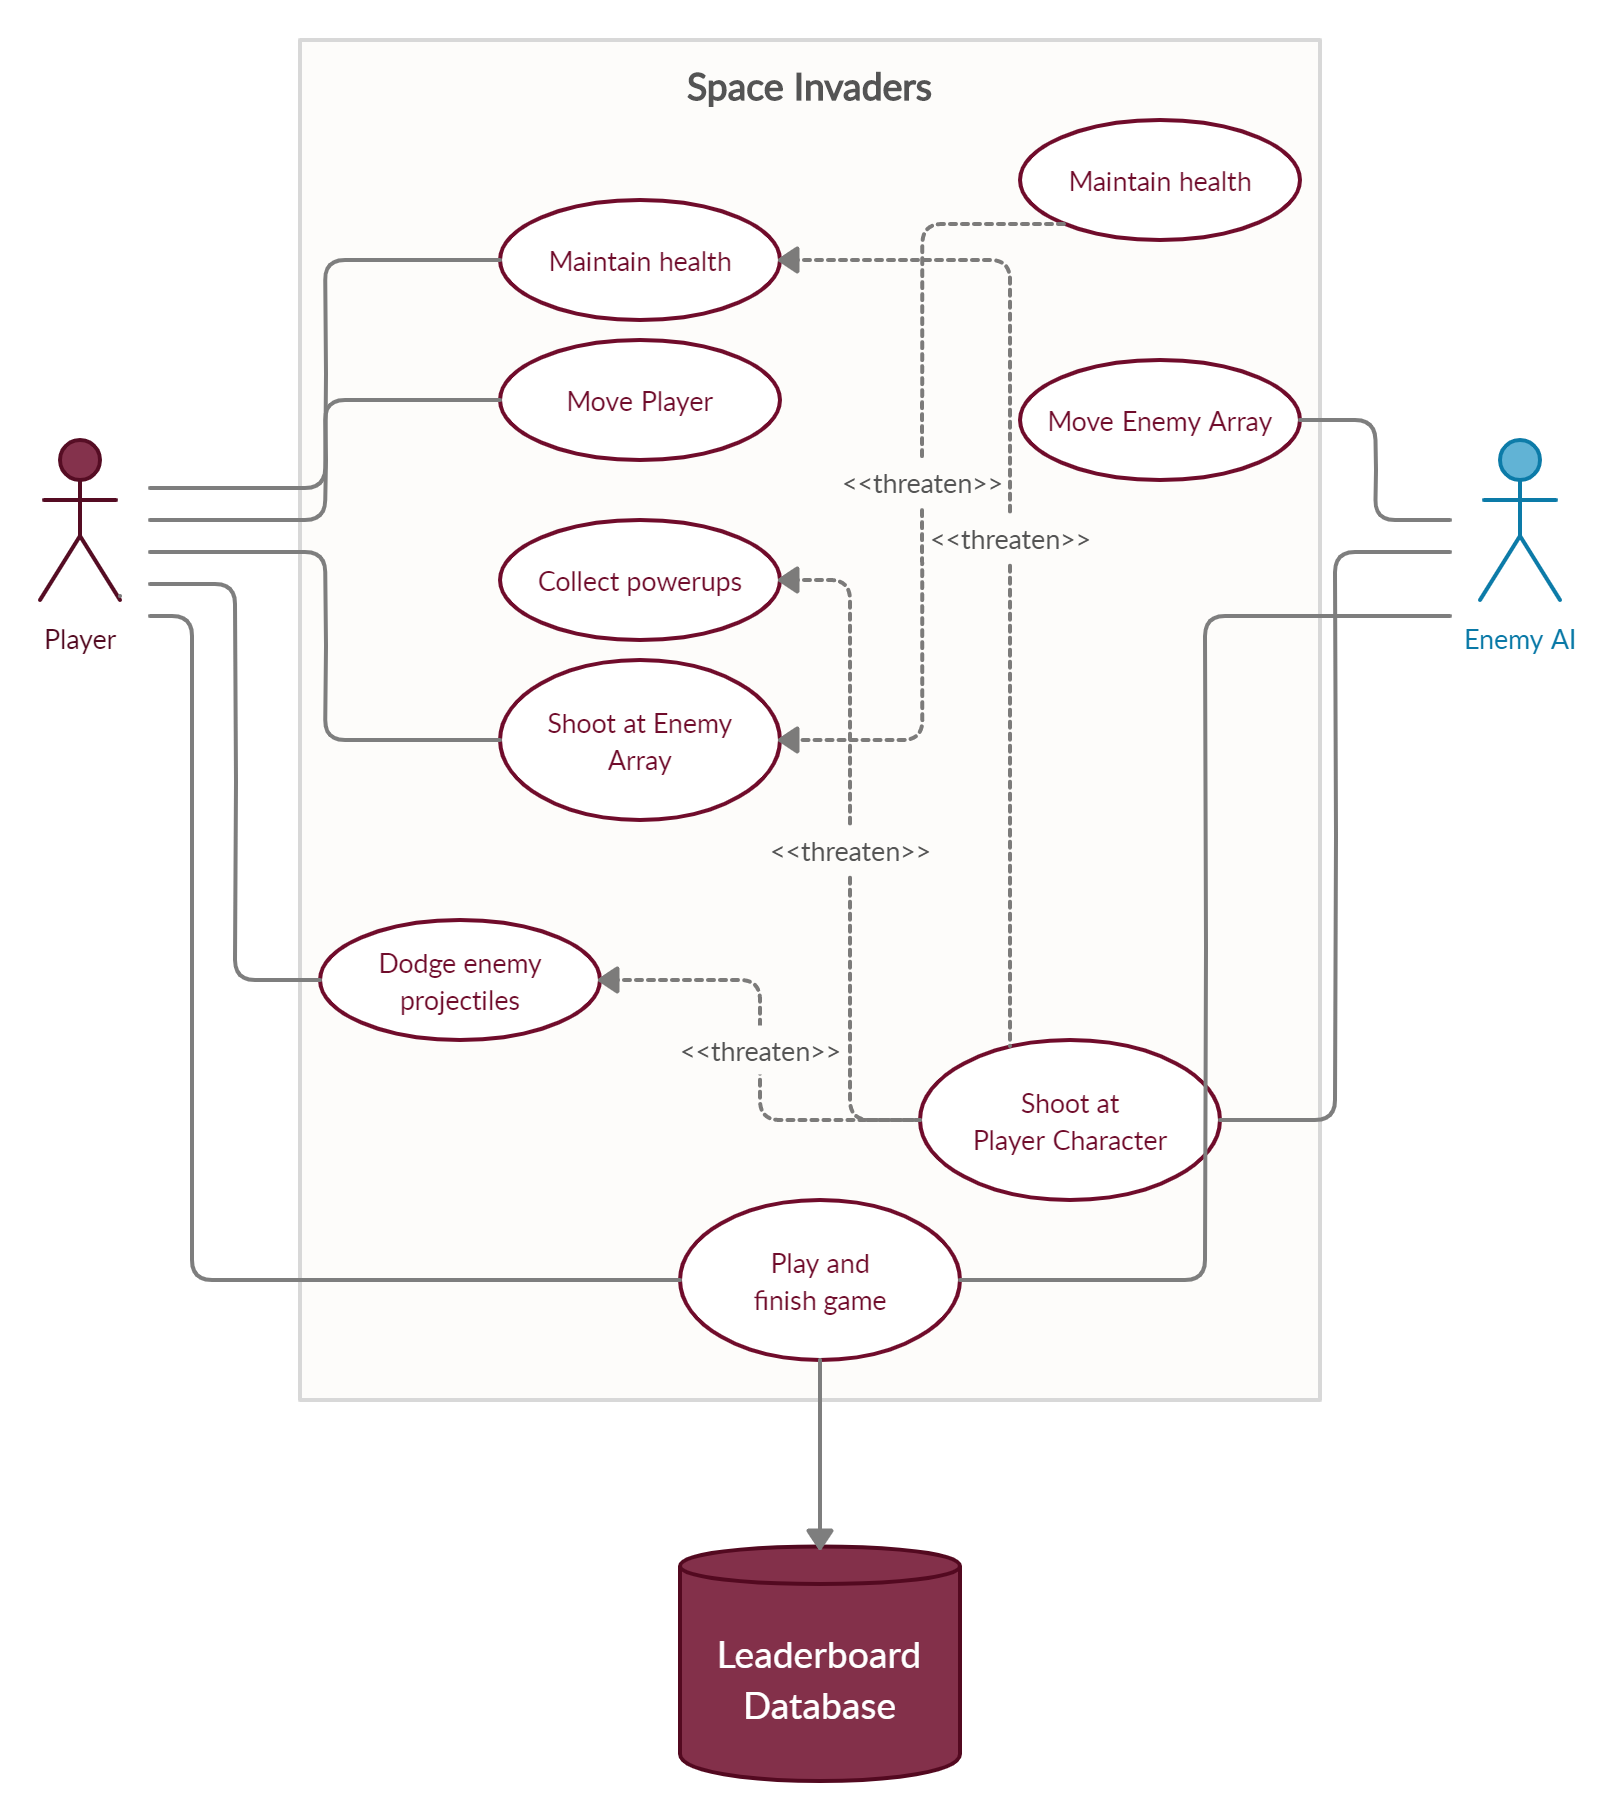 Space Invaders
Maintain health
Maintain health
Move Player
Move Enemy Array
<<threaten>>
<<threaten>>
Collect powerups
Player
Enemy AI
Shoot at Enemy
Array
<<threaten>>
Dodge enemy
projectiles
<<threaten>>
Shoot at
Player Character
Play and
finish game
Leaderboard
Database